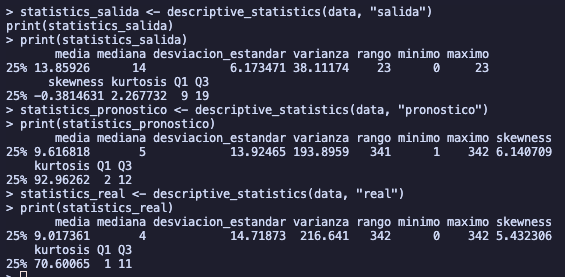 > statistics_salida <- descriptive_statistics(data, "salida")
print(statistics_salida)
> print(statistics_salida)
media mediana desviacion_estandar varianza rango minimo maximo
25% 13.85926 14 6.173471 38.11174 23 0 23
skewness kurtosis Q1 Q3
25% -0.3814631 2.267732 9 19
> statistics_pronostico <- descriptive_statistics(data, "pronostico")
> print(statistics_pronostico)
media mediana desviacion_estandar varianza rango minimo maximo skewness
25% 9.616818 5 13.92465 193.8959 341 1 342 6.140709
kurtosis Q1 Q3
25% 92.96262 2 12
> statistics_real <- descriptive_statistics(data, "real")
> print(statistics_real)
media mediana desviacion_estandar varianza rango minimo maximo skewness
25% 9.017361 4 14.71873 216.641 342 0 342 5.432306
kurtosis Q1 Q3
25% 70.60065 1 11
>